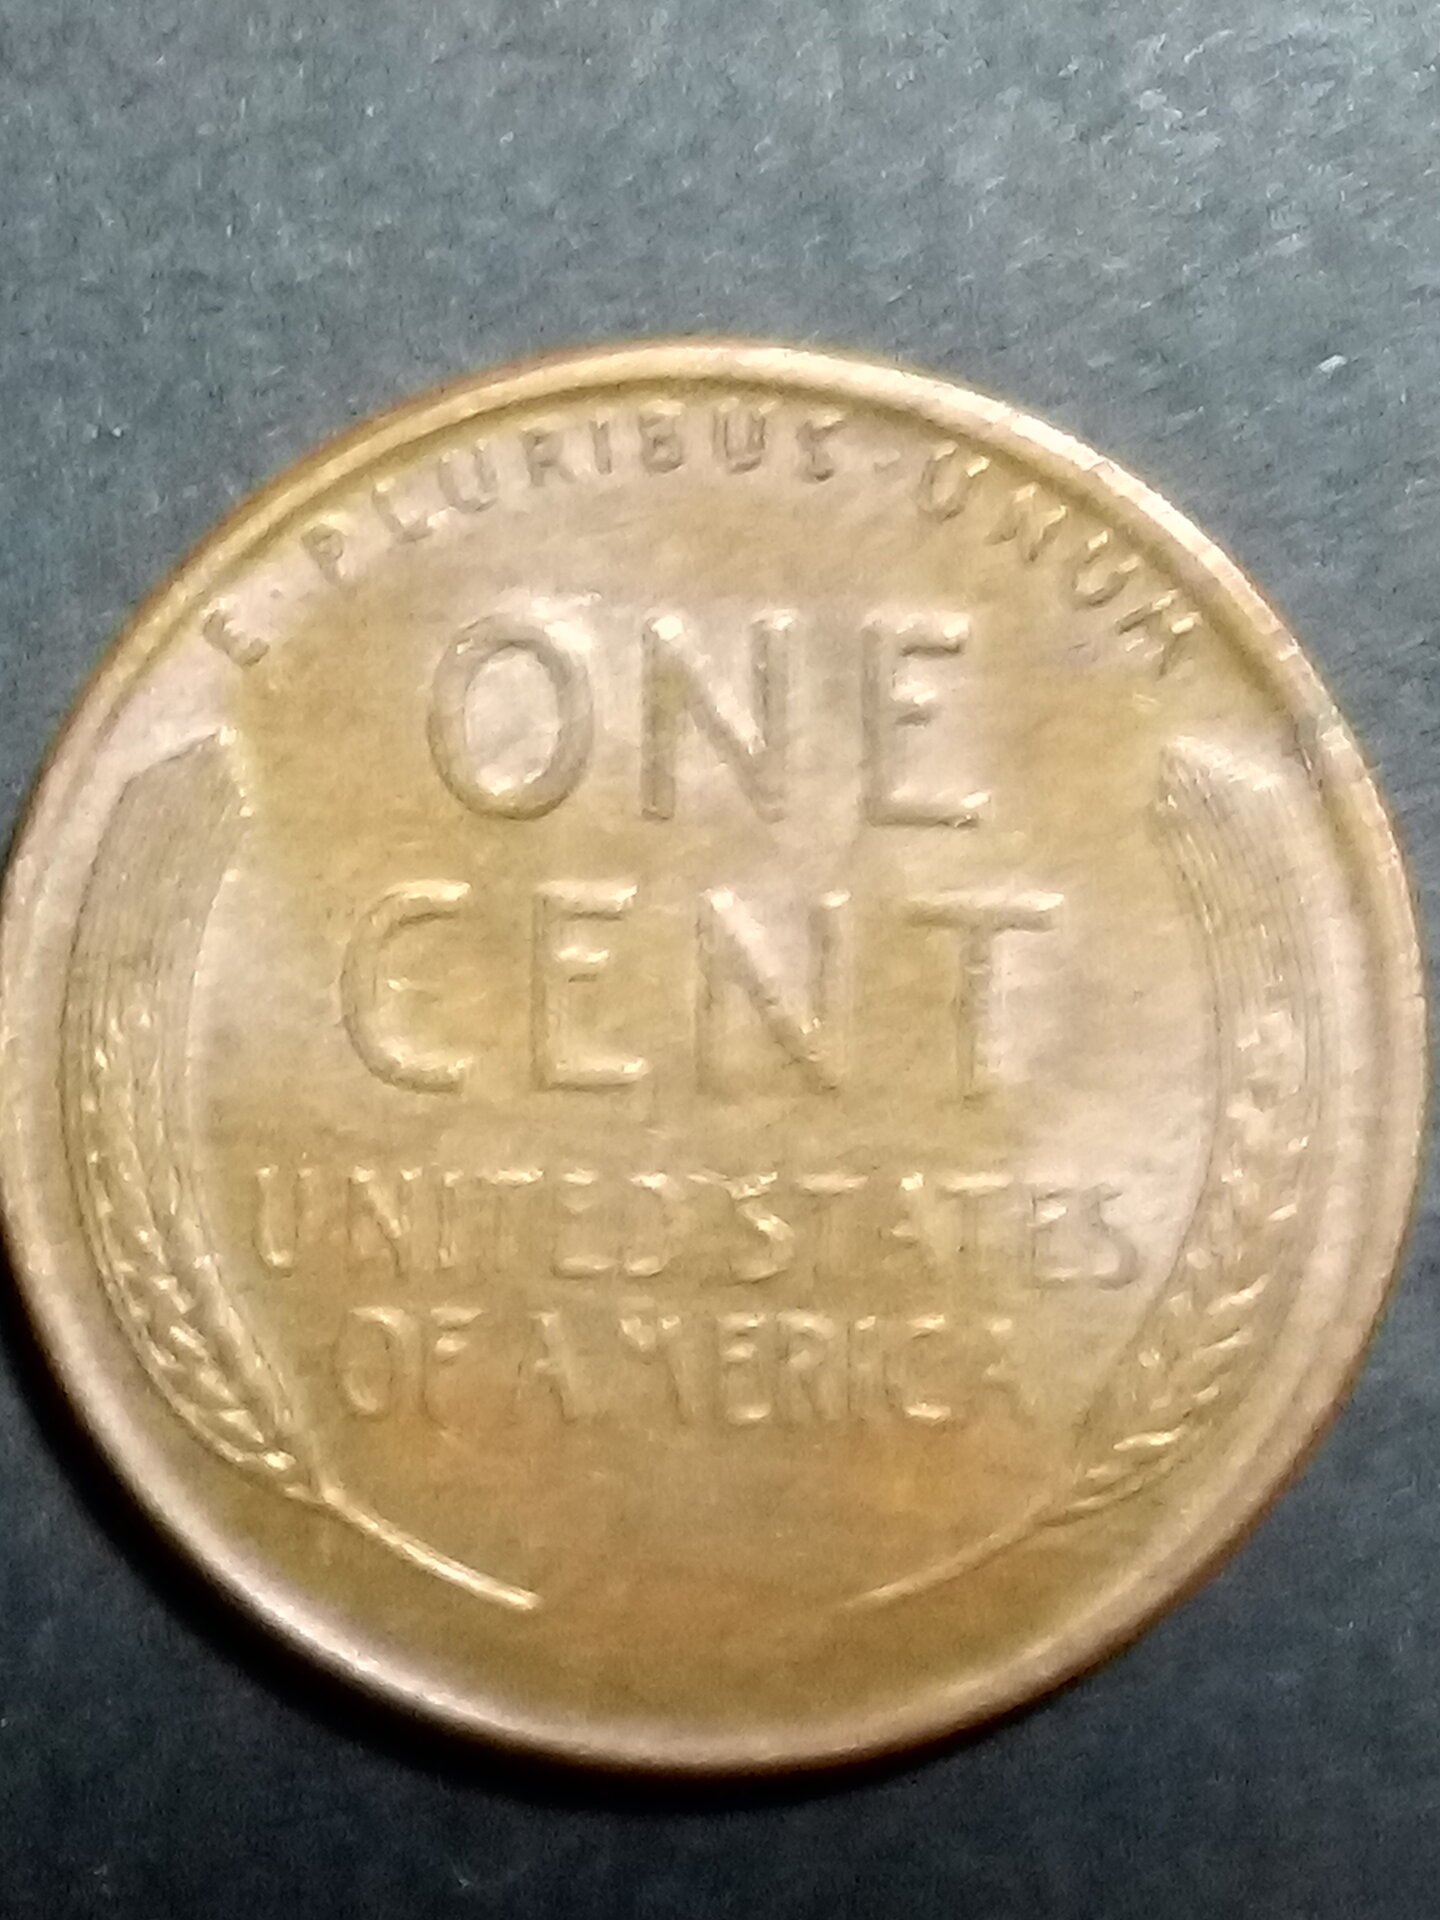 E·PLURIBUS·UNUM
ONE
CENT
UNITED STATES
OF AMERICA